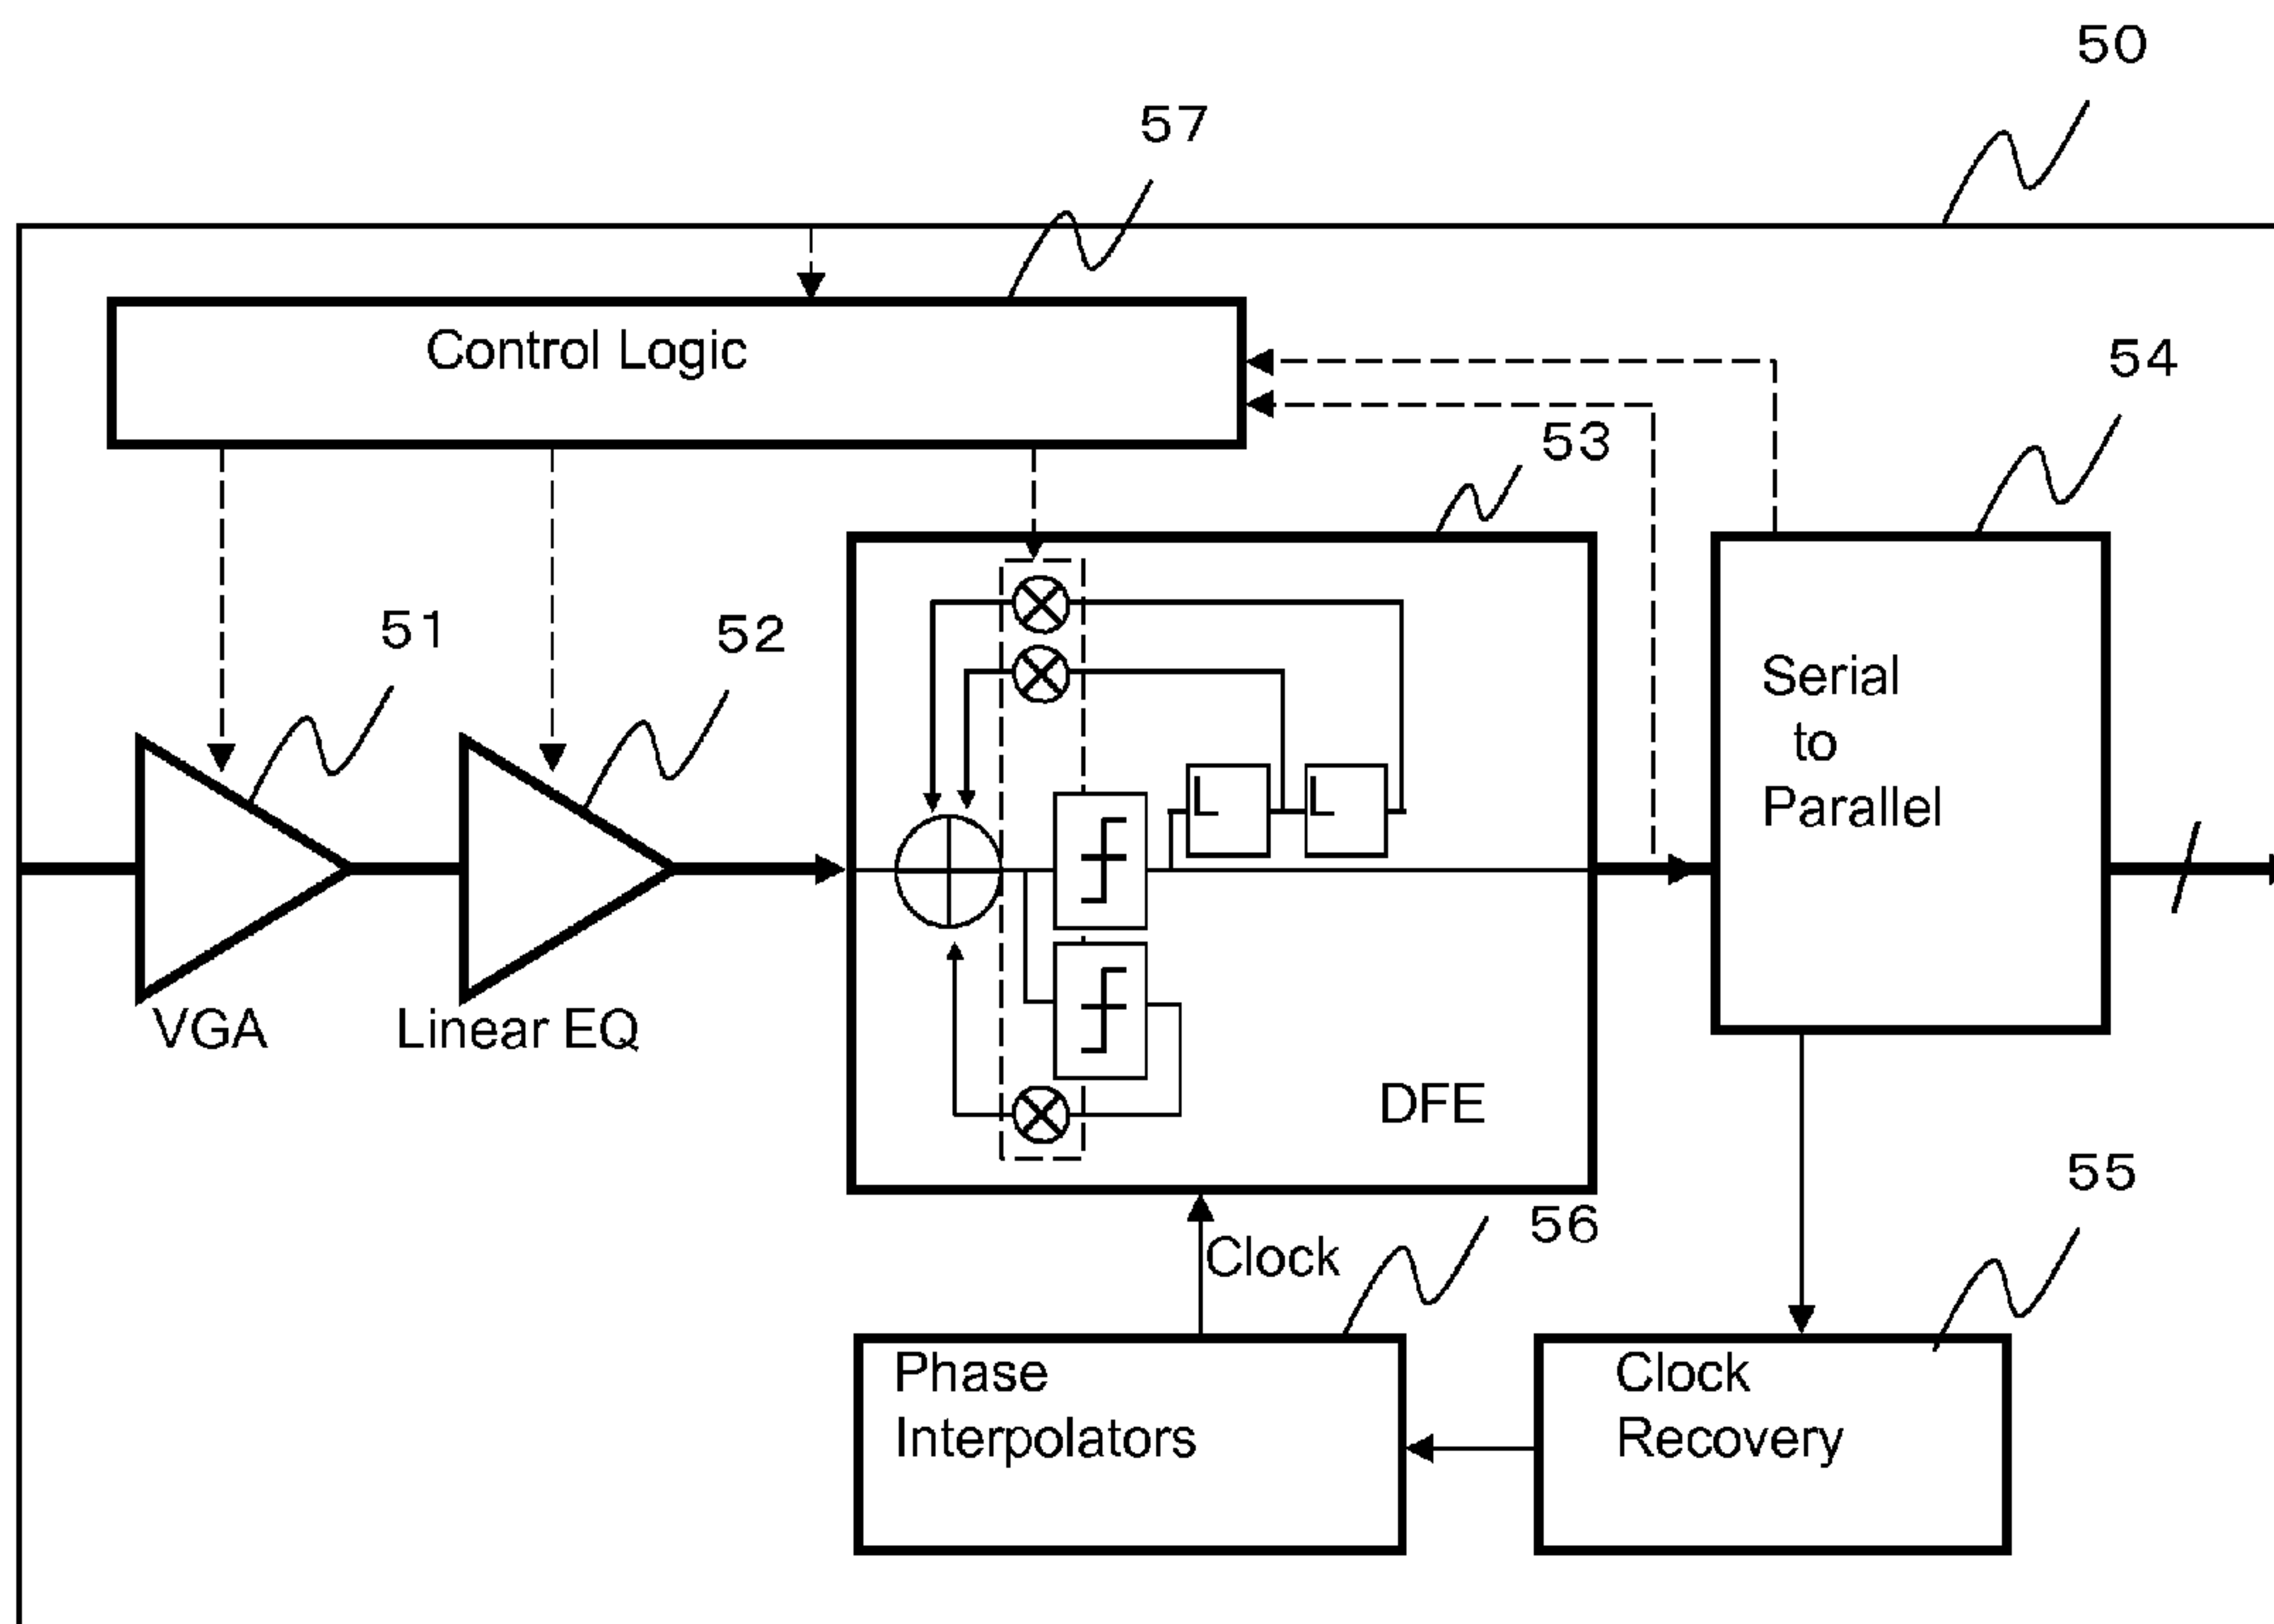 50
57
Control Logic
54
53
51
52
Serial
to
Parallel
L
L
VGA
Linear EQ
DFE
55
56
Clock
Phase
Interpolators
Clock
Recovery